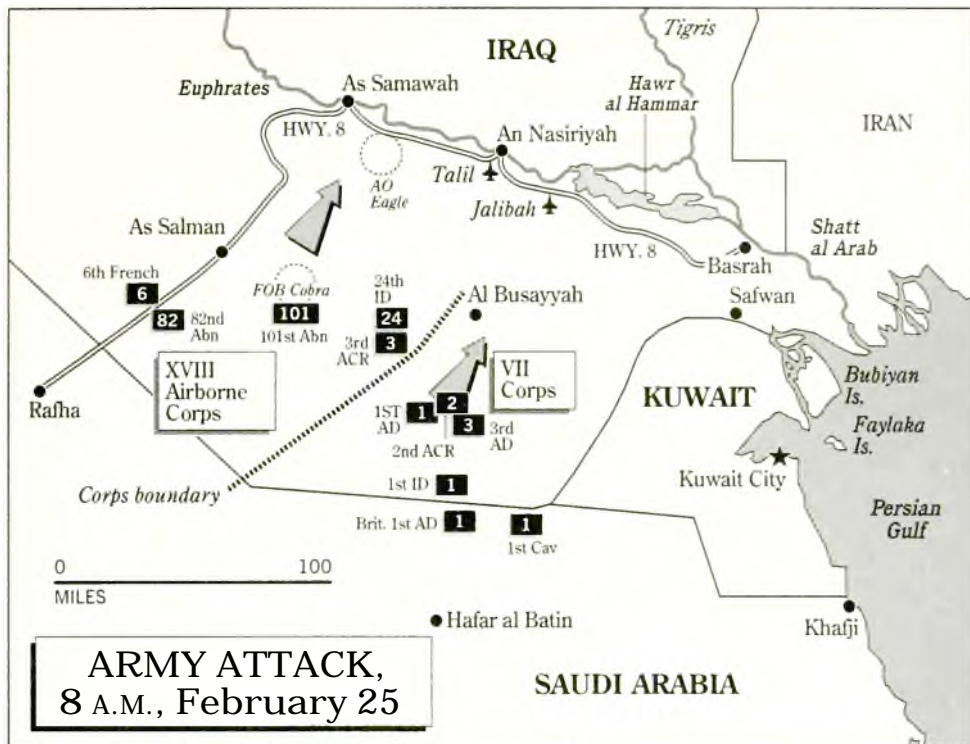 IRAQ
Tigris
IRAN
Euphrates
As Samawah
Hawr
al Hammar
HWY. 8
An Nasiriyah
AO
Eagle
Talil
Jalibah
As Salman
HWY. 8
Shatt
al Arab
Basrah
6th French
6
82
82nd
Abn
FOB Cobra
101
101st Abn
24th
ID
24
3rd
ACR
3
Al Busayyah
Safwan
XVIII
Airborne
Corps
VII
Corps
Rafha
KUWAIT
Bubiyan
Is.
Faylaka
Is.
1ST
AD
1
2
3
3rd
AD
2nd ACR
Kuwait City
Corps boundary
1st ID
1
Brit. 1st AD
1
1
1st Cav
Persian
Gulf
0
100
MILES
Hafar al Batin
Khafji
ARMY ATTACK,
8 A.M., February 25
SAUDI ARABIA